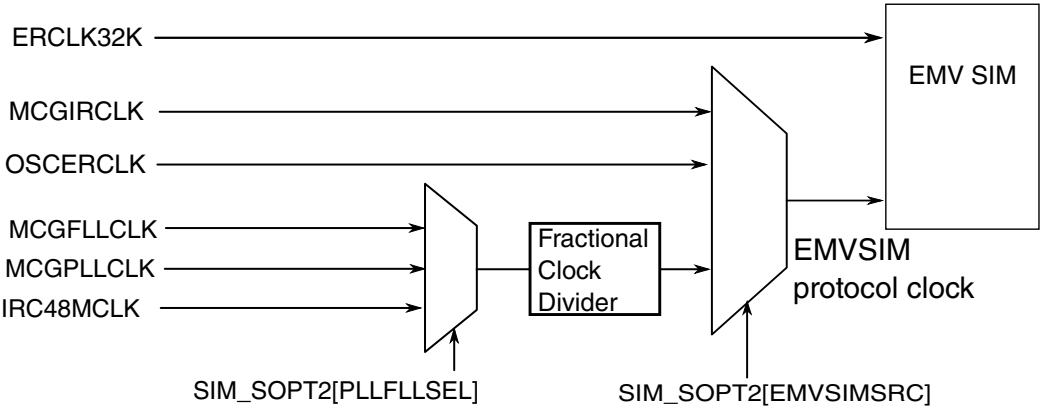 ERCLK32K
EMV SIM
MCGIRCLK
OSCERCLK
MCGFLLCLK
MCGPLLCLK
IRC48MCLK
Fractional
Clock
Divider
EMVSIM
protocol clock
SIM_SOPT2[PLLFLLSEL]
SIM_SOPT2[EMVSIMSRC]